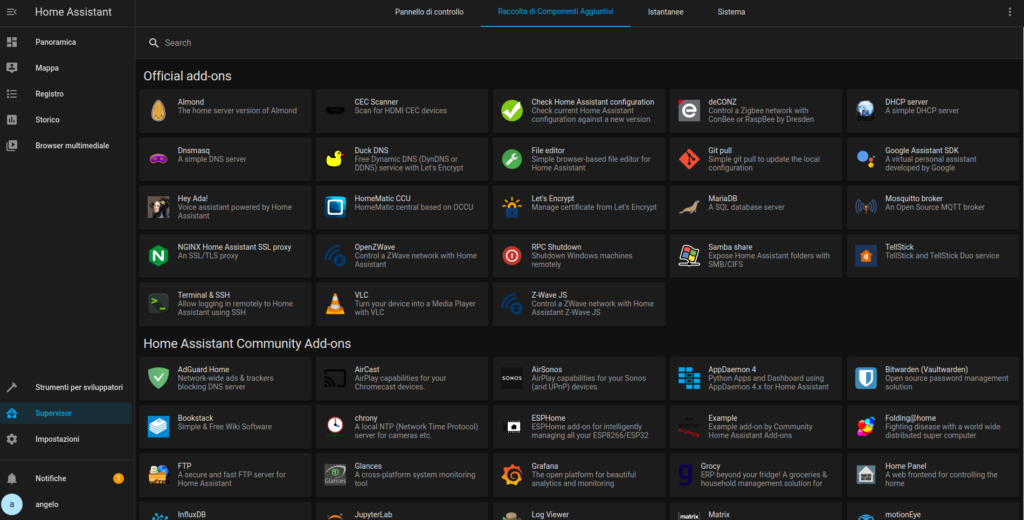 Home Assistant
Pannello di controllo
Raccolta di Componenti Aggiuntivi
Istantanee
Sistema
Panoramica
Mappa
Registro
Storico
Browser multimediale
Strumenti per sviluppatori
Supervisor
Impostazioni
Notifiche
1
a
angelo
Search
Official add-ons
Almond
The home server version of Almond
CEC Scanner
Scan for HDMI CEC devices
Check Home Assistant configuration
Check current Home Assistant
configuration against a new version
deCONZ
Control a Zigbee network with
ConBee or RaspBee by Dresden
DHCP server
A simple DHCP server
Dnsmasq
A simple DNS server
Duck DNS
Free Dynamic DNS (DynDNS or
DDNS) service with Let's Encrypt
File editor
Simple browser-based file editor for
Home Assistant
Git pull
Simple git pull to update the local
configuration
Google Assistant SDK
A virtual personal assistant
developed by Google
Hey Ada!
Voice assistant powered by Home
Assistant
HomeMatic CCU
HomeMatic central based on OCCU
Let's Encrypt
Manage certificate from Let's Encrypt
MariaDB
A SQL database server
Mosquitto broker
An Open Source MQTT broker
NGINX Home Assistant SSL proxy
An SSL/TLS proxy
OpenZWave
Control a ZWave network with Home
Assistant
RPC Shutdown
Shutdown Windows machines
remotely
Samba share
Expose Home Assistant folders with
SMB/CIFS
TellStick
TellStick and TellStick Duo service
Terminal & SSH
Allow logging in remotely to Home
Assistant using SSH
VLC
Turn your device into a Media Player
with VLC
Z-Wave JS
Control a ZWave network with Home
Assistant Z-Wave JS
Home Assistant Community Add-ons
AdGuard Home
Network-wide ads & trackers
blocking DNS server
AirCast
AirPlay capabilities for your
Chromecast devices.
SONOS
AirSonos
AirPlay capabilities for your Sonos
(and UPnP) devices.
AppDaemon 4
Python Apps and Dashboard using
AppDaemon 4.x for Home Assistant
Bitwarden (Vaultwarden)
Open source password management
solution
Bookstack
Simple & Free Wiki Software
chrony
A local NTP (Network Time Protocol)
server for cameras etc.
ESPHome
ESPHome add-on for intelligently
managing all your ESP8266/ESP32
Example
Example add-on by Community
Home Assistant Add-ons
Folding@home
Fighting disease with a world wide
distributed super computer
FTP
A secure and fast FTP server for
Home Assistant
Glances
Glances
A cross-platform system monitoring
tool
Grafana
The open platform for beautiful
analytics and monitoring
g
Grocy
ERP beyond your fridge! A groceries &
household management solution for
Home Panel
A web frontend for controlling the
home
InfluxDB
JupyterLab
Log Viewer
matrix
Matrix
motionEye